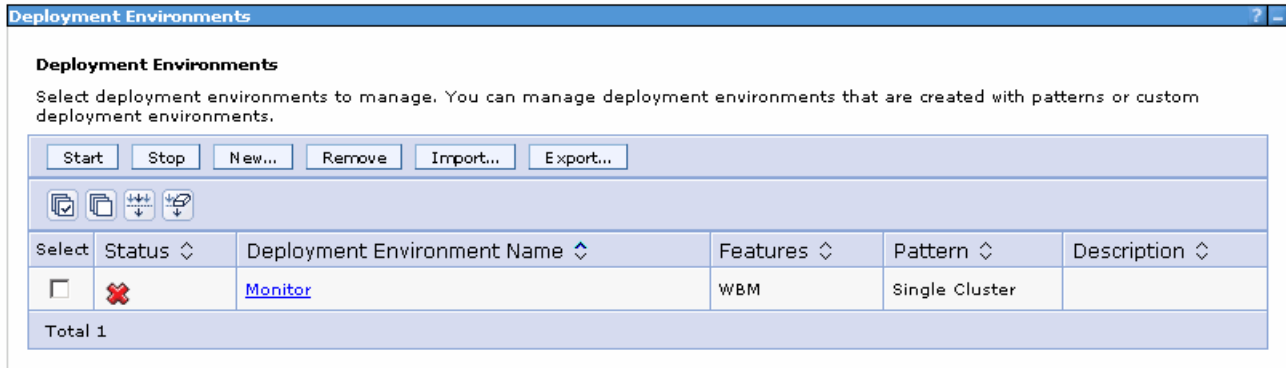 Deployment Environments ? –
Deployment Environments
Select deployment environments to manage. You can manage deployment environments that are created with patterns or custom
deployment environments.
Start Stop New... Remove Import... Export...
Select Status Deployment Environment Name Features Pattern Description
Monitor WBM Single Cluster
Total 1